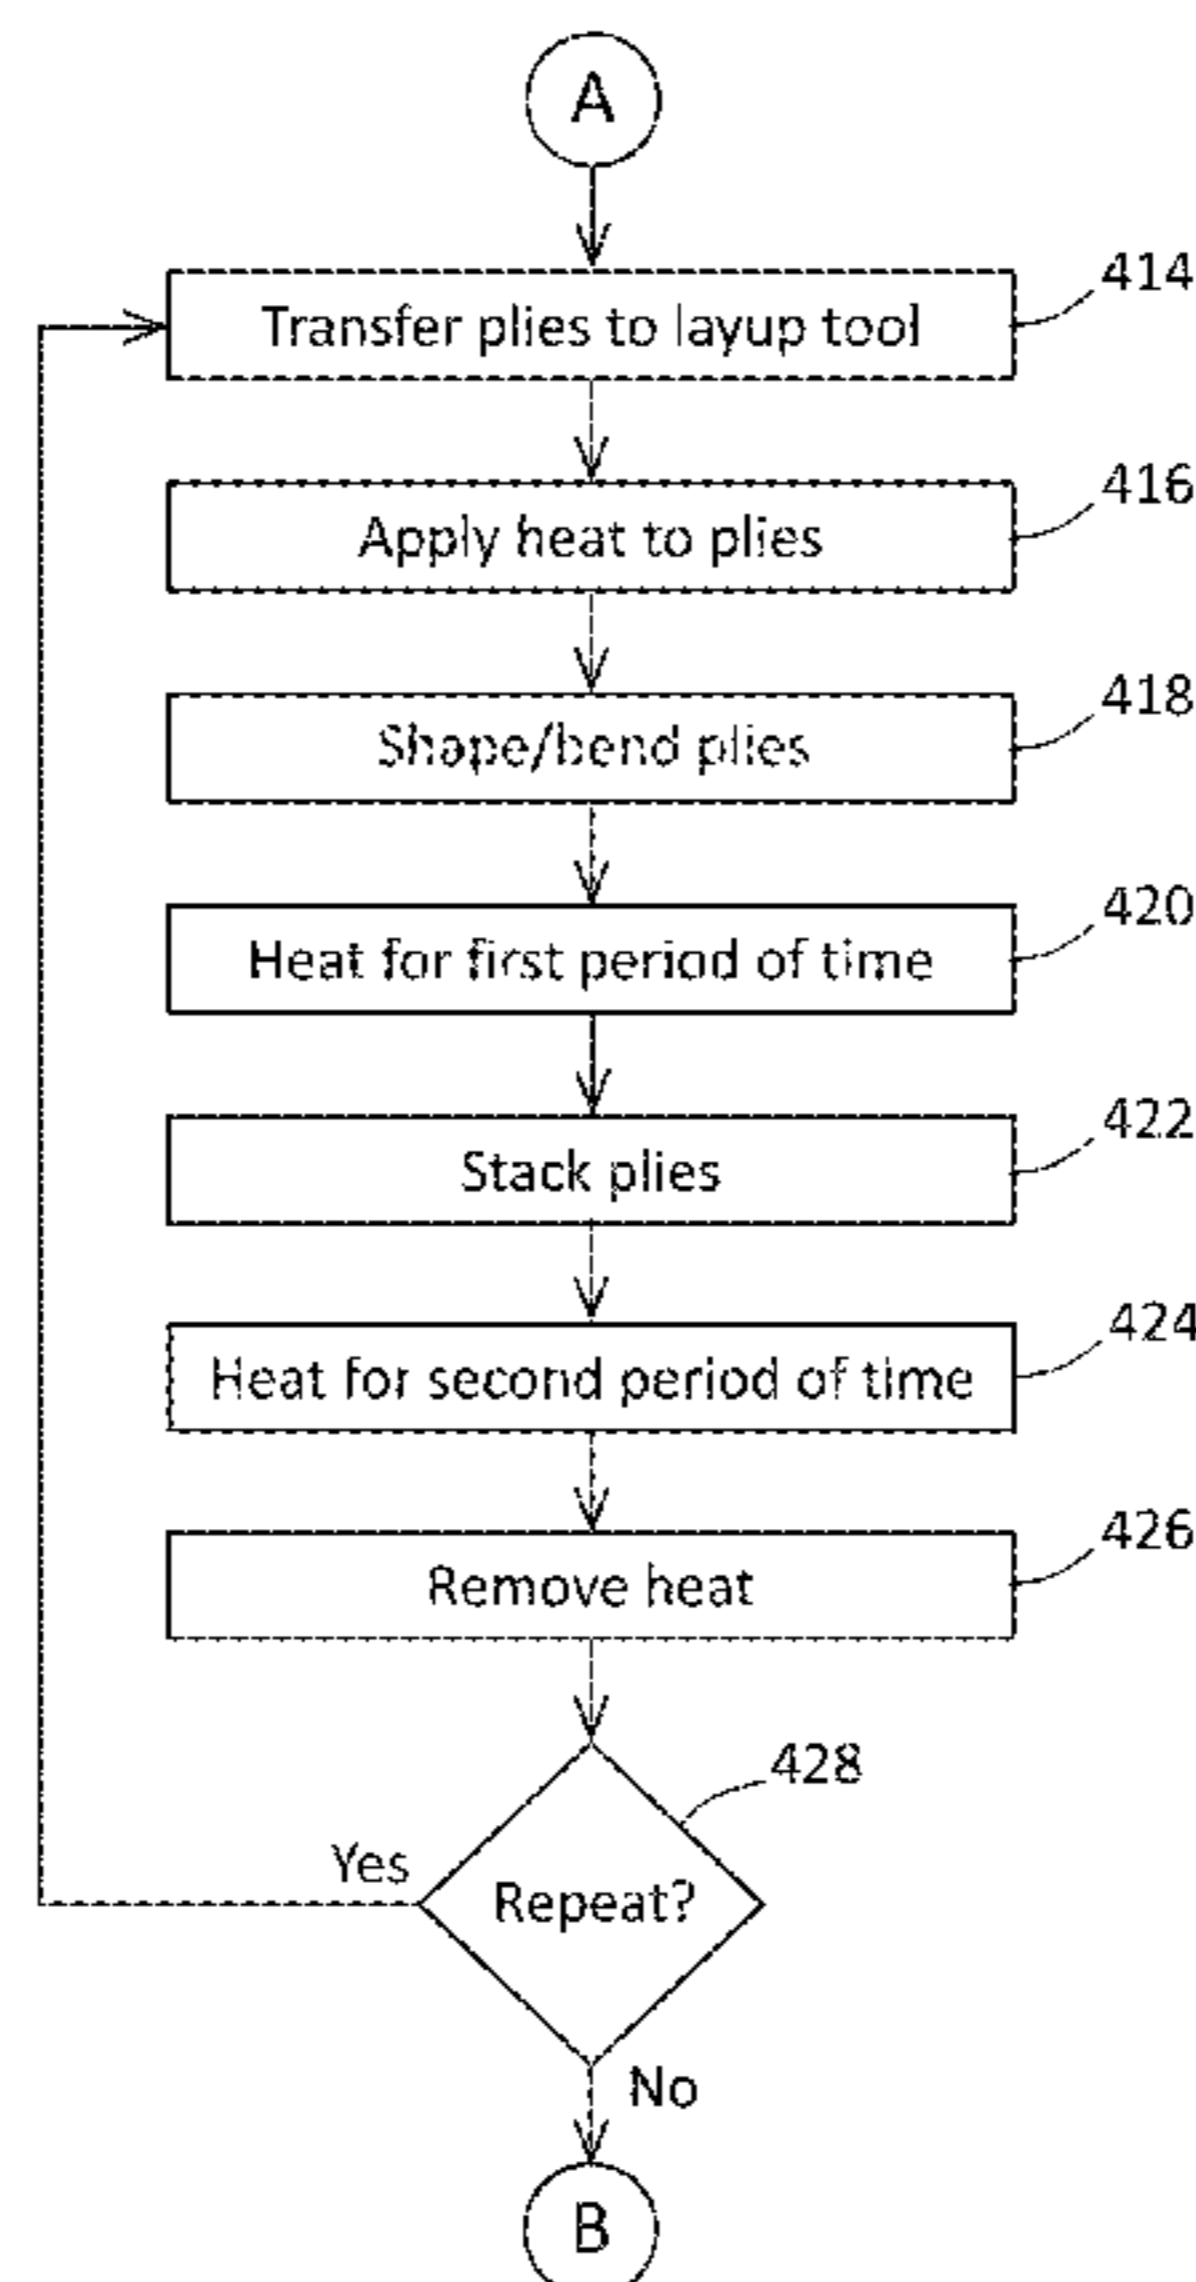 A
Transfer plies to layup tool
414
Apply heat to plies
416
Shape/bend plies
418
Heat for first period of time
420
Stack plies
422
Heat for second period of time
424
Remove heat
426
428
Yes
Repeat?
No
B